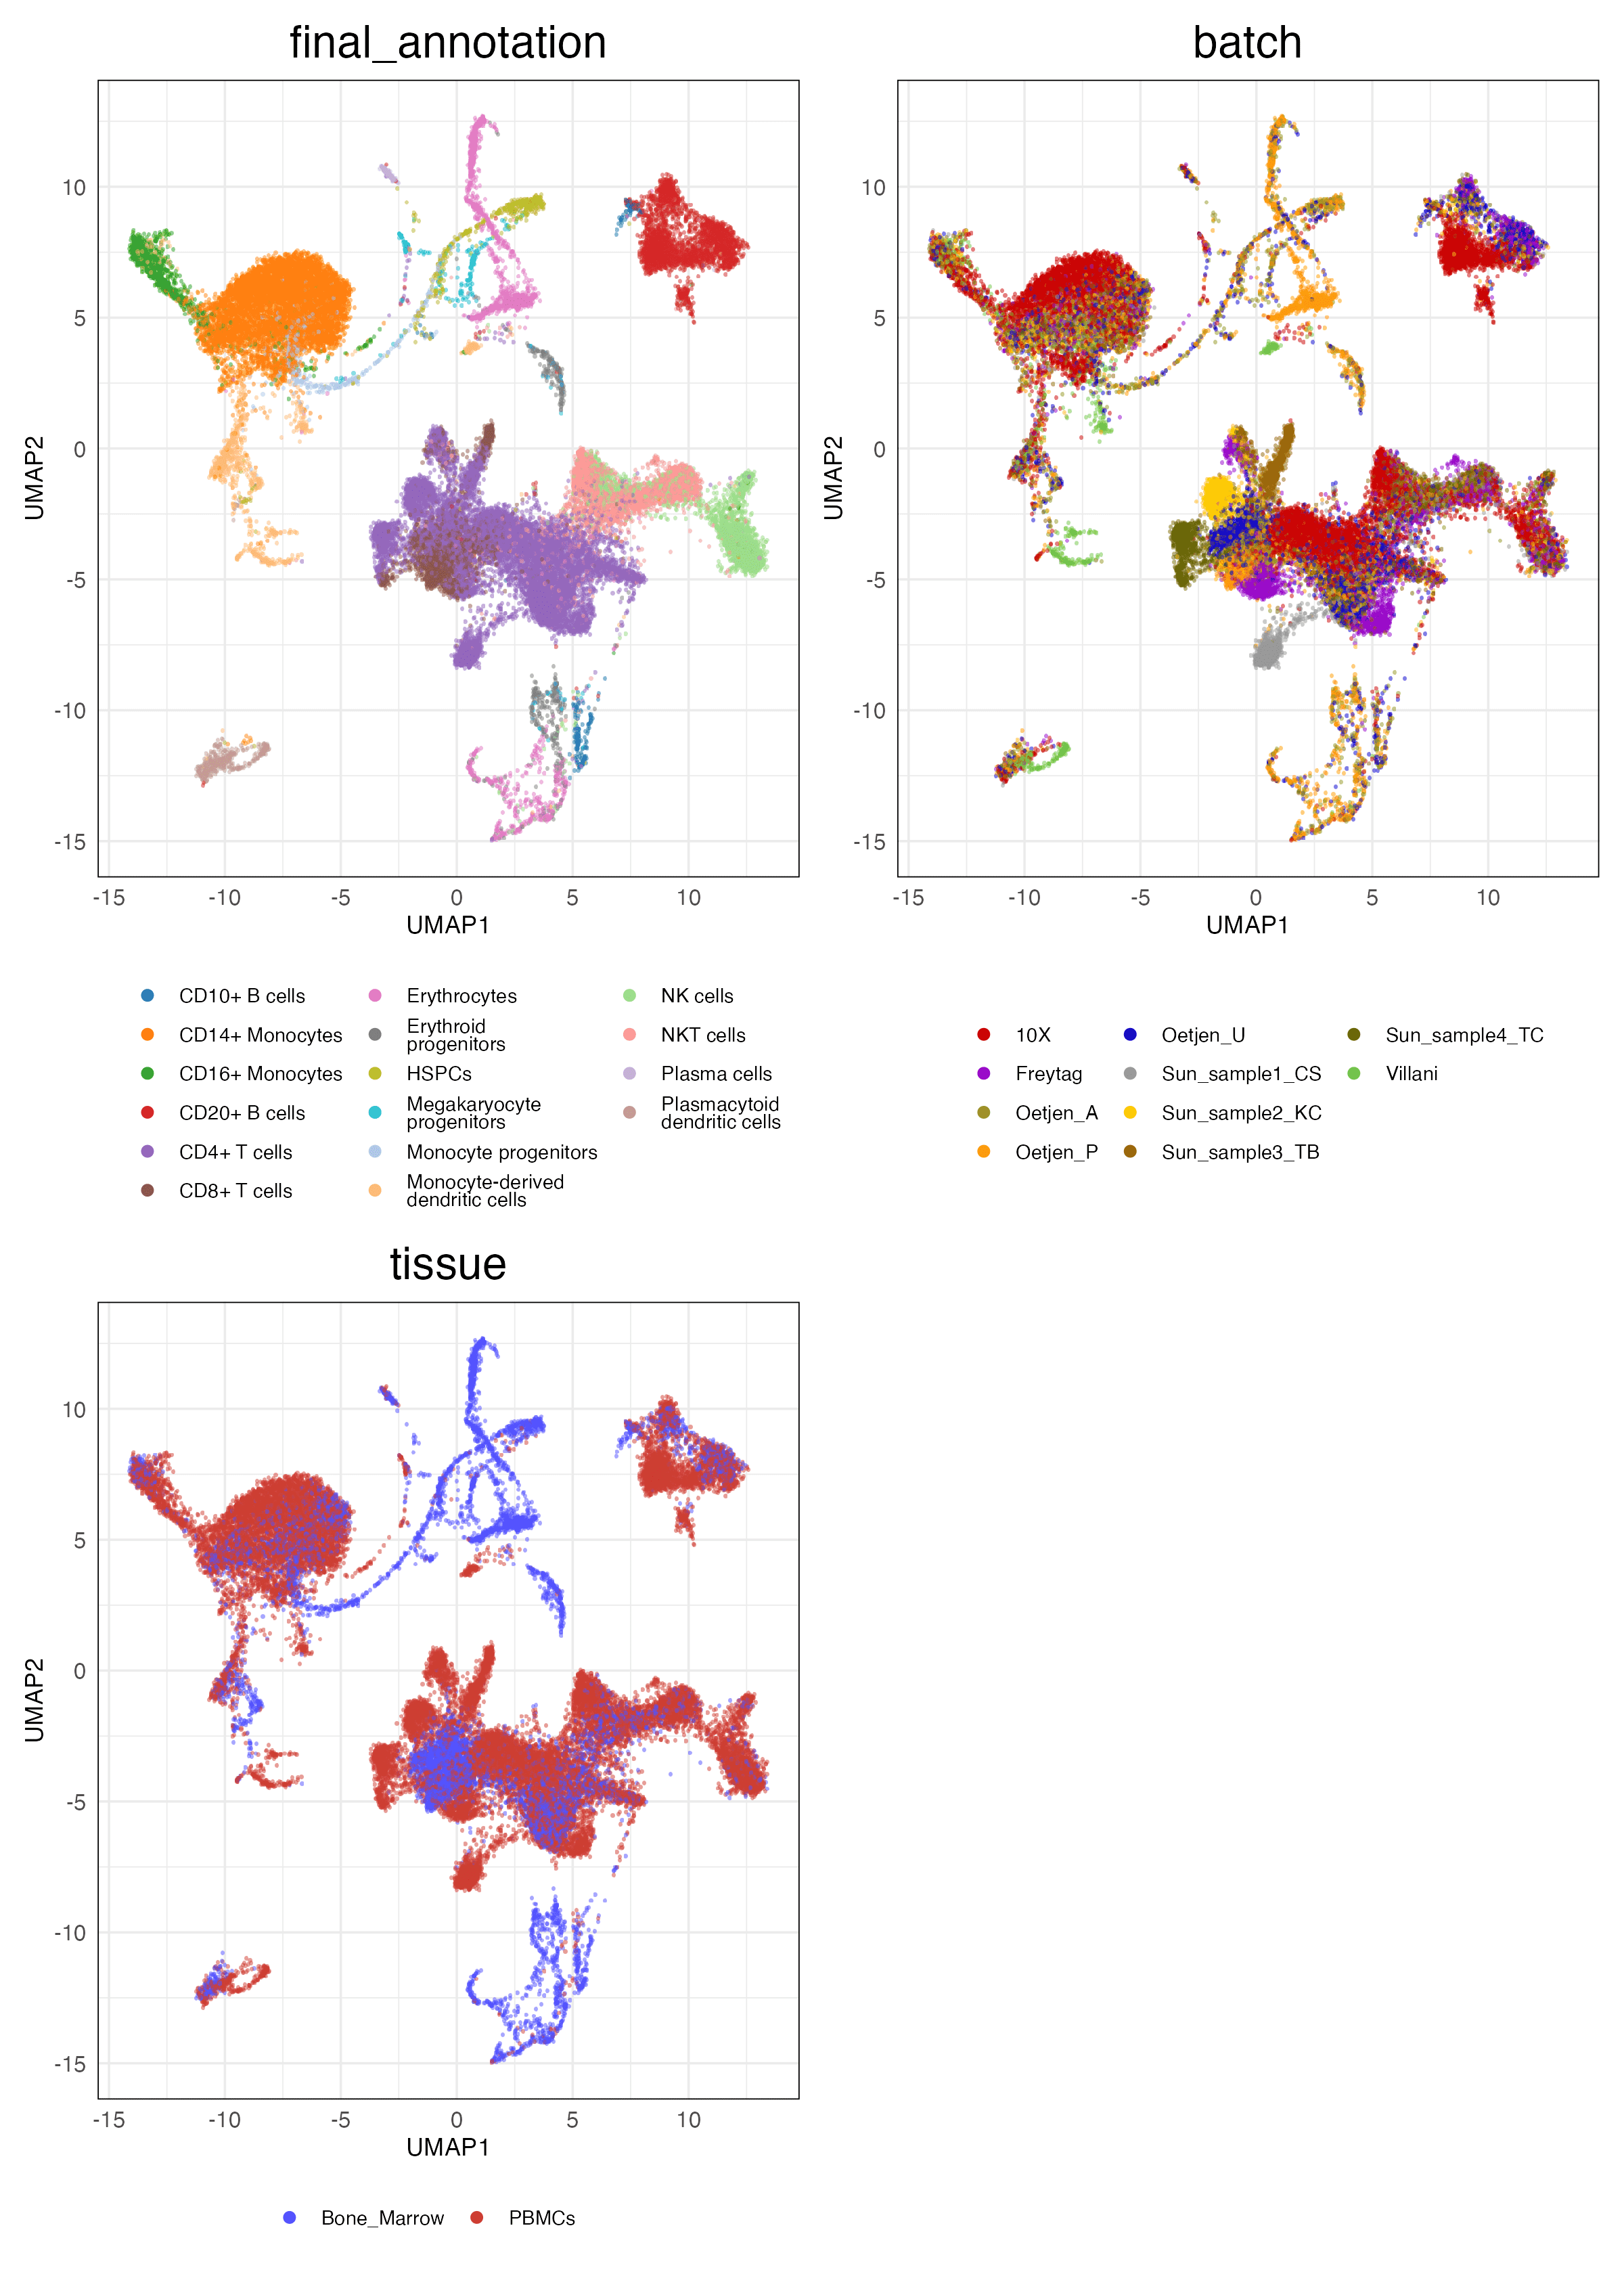 final_annotation
batch
10
5
0
-5
-10
-15
UMAP2
-15
-10
-5
0
5
10
UMAP1
10
5
0
-5
-10
-15
UMAP2
-15
-10
-5
0
5
10
UMAP1
CD10+ B cells
CD14+ Monocytes
CD16+ Monocytes
CD20+ B cells
CD4+ T cells
CD8+ T cells
Erythrocytes
Erythroid
progenitors
HSPCs
Megakaryocyte
progenitors
Monocyte progenitors
Monocyte-derived
dendritic cells
NK cells
NKT cells
Plasma cells
Plasmacytoid
dendritic cells
10X
Freytag
Oetjen_A
Oetjen_P
Oetjen_U
Sun_sample1_CS
Sun_sample2_KC
Sun_sample3_TB
Sun_sample4_TC
Villani
tissue
10
5
0
-5
-10
-15
UMAP2
-15
-10
-5
0
5
10
UMAP1
Bone_Marrow
PBMCs